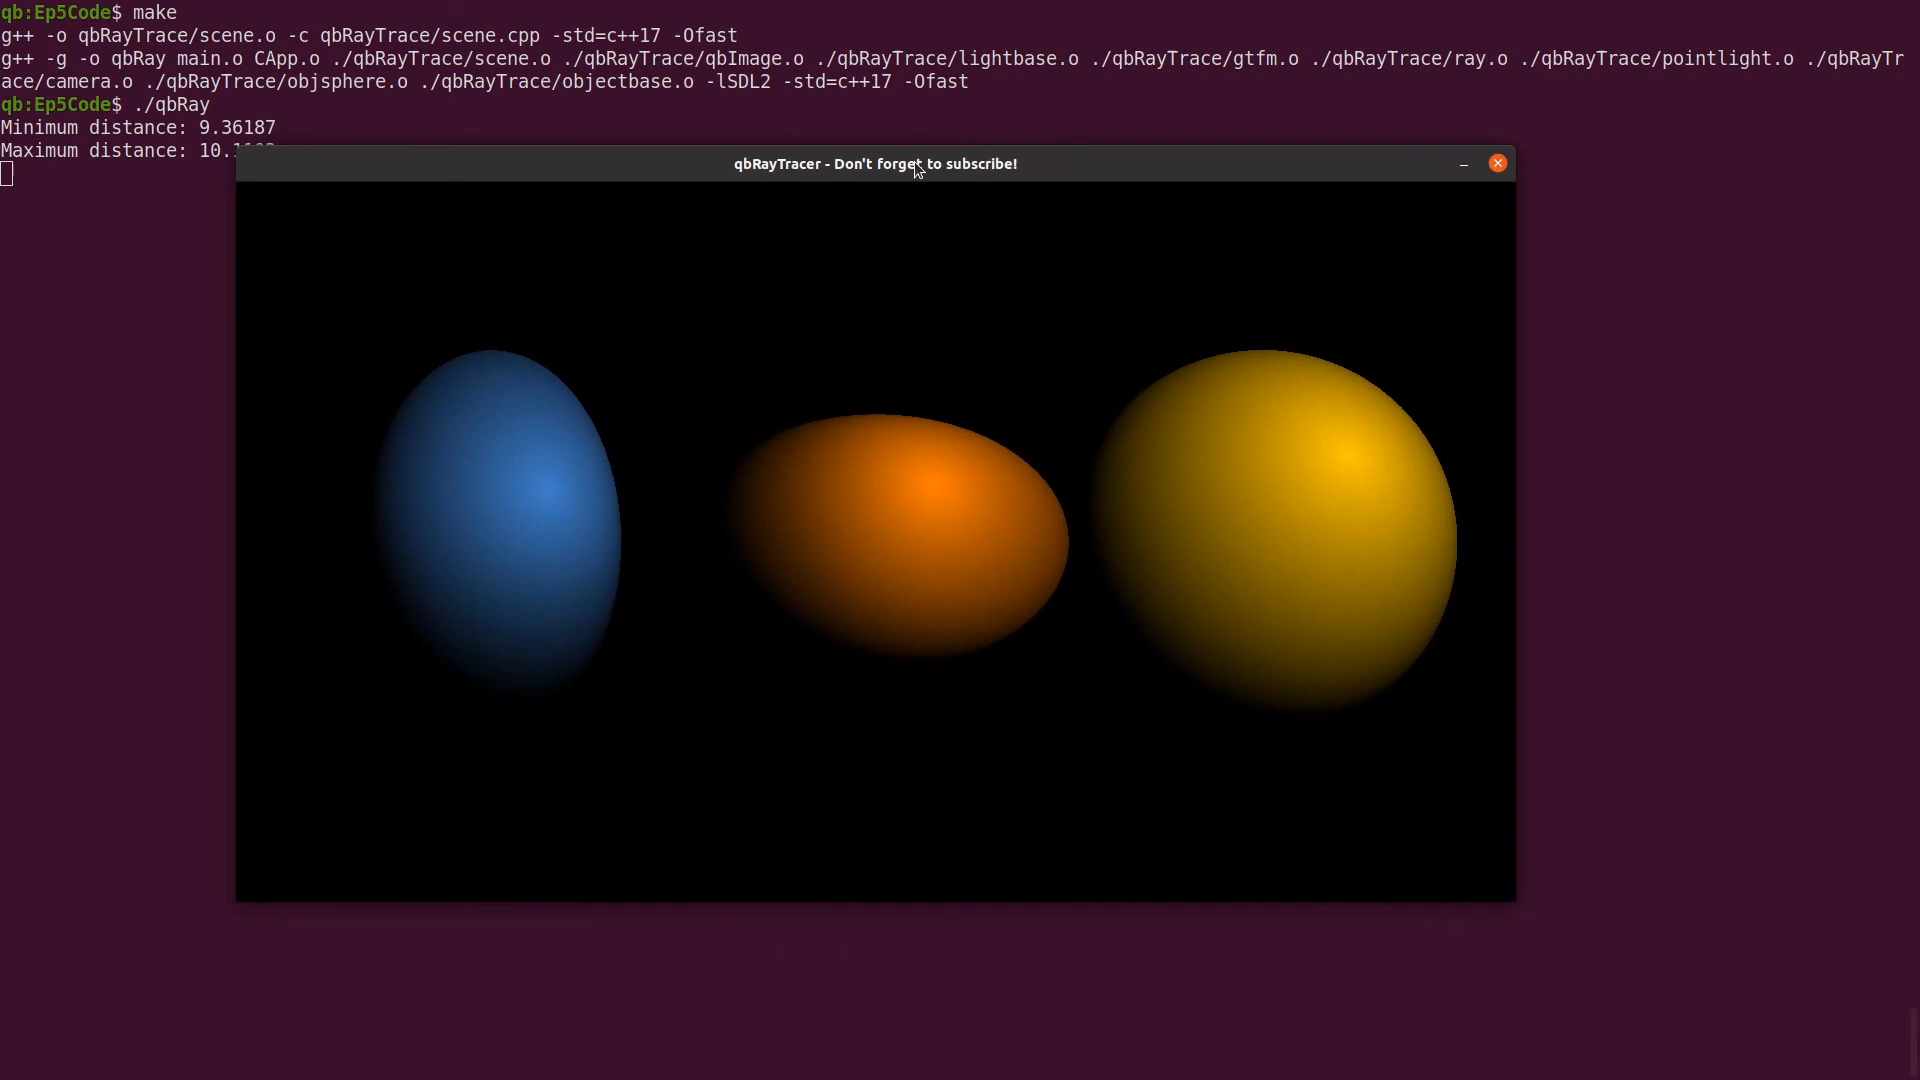 qb:Ep5Code$ make
g++ -o qbRayTrace/scene.o -c qbRayTrace/scene.cpp -std=c++17 -Ofast
g++ -g -o qbRay main.o CApp.o ./qbRayTrace/scene.o ./qbRayTrace/qbImage.o ./qbRayTrace/lightbase.o ./qbRayTrace/gtfm.o ./qbRayTrace/ray.o ./qbRayTrace/pointlight.o ./qbRayTr
ace/camera.o ./qbRayTrace/objsphere.o ./qbRayTrace/objectbase.o -lSDL2 -std=c++17 -Ofast
qb:Ep5Code$ ./qbRay
Minimum distance: 9.36187
Maximum distance:
qbRayTracer - Don't forget to subscribe!